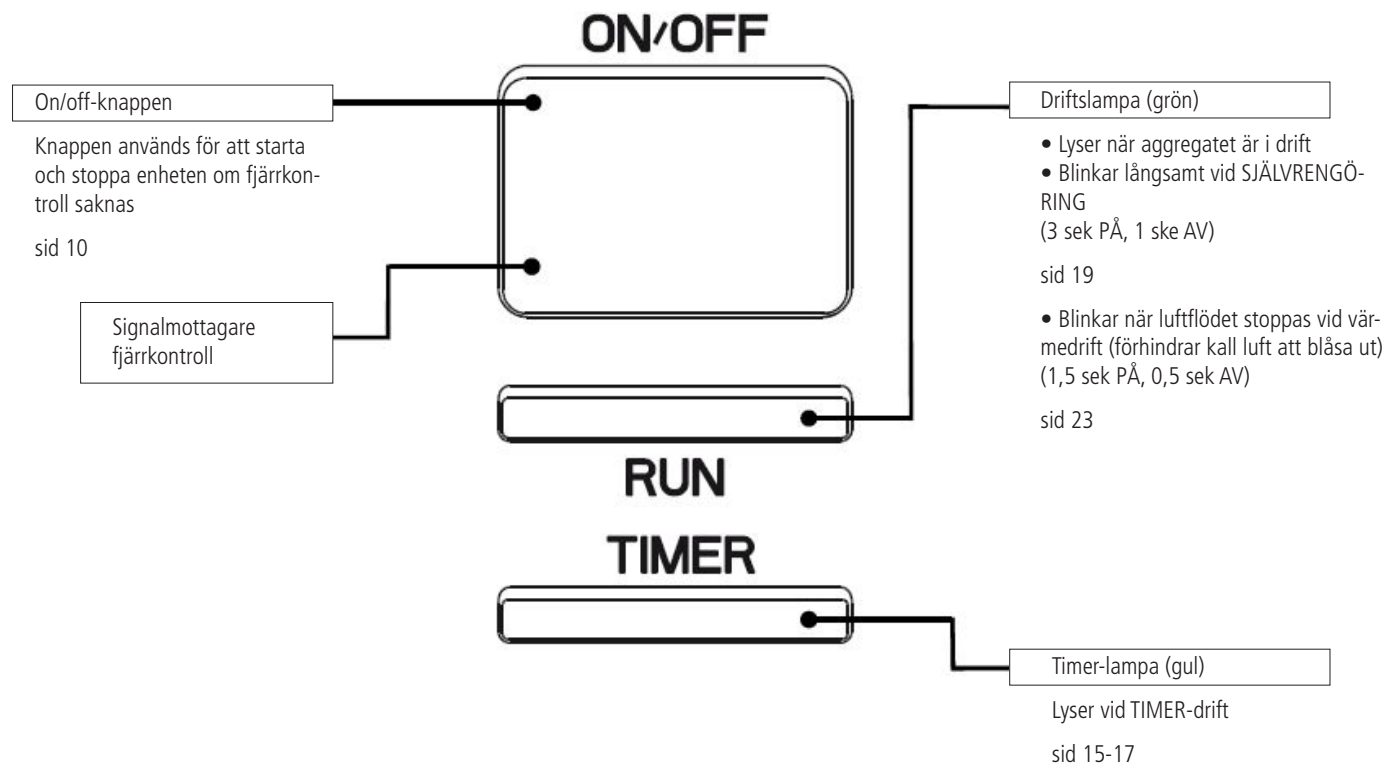 ON/OFF
On/off-knappen
Knappen används för att starta
och stoppa enheten om fjärrkon-
troll saknas
sid 10
Signalmottagare
fjärrkontroll
Driftslampa (grön)
• Lyser när aggregatet är i drift
• Blinkar långsamt vid SJÄLVRENGÖ-
RING
(3 sek PÅ, 1 ske AV)
sid 19
• Blinkar när luftflödet stoppas vid vär-
medrift (förhindrar kall luft att blåsa ut)
(1,5 sek PÅ, 0,5 sek AV)
sid 23
RUN
TIMER
Timer-lampa (gul)
Lyser vid TIMER-drift
sid 15-17